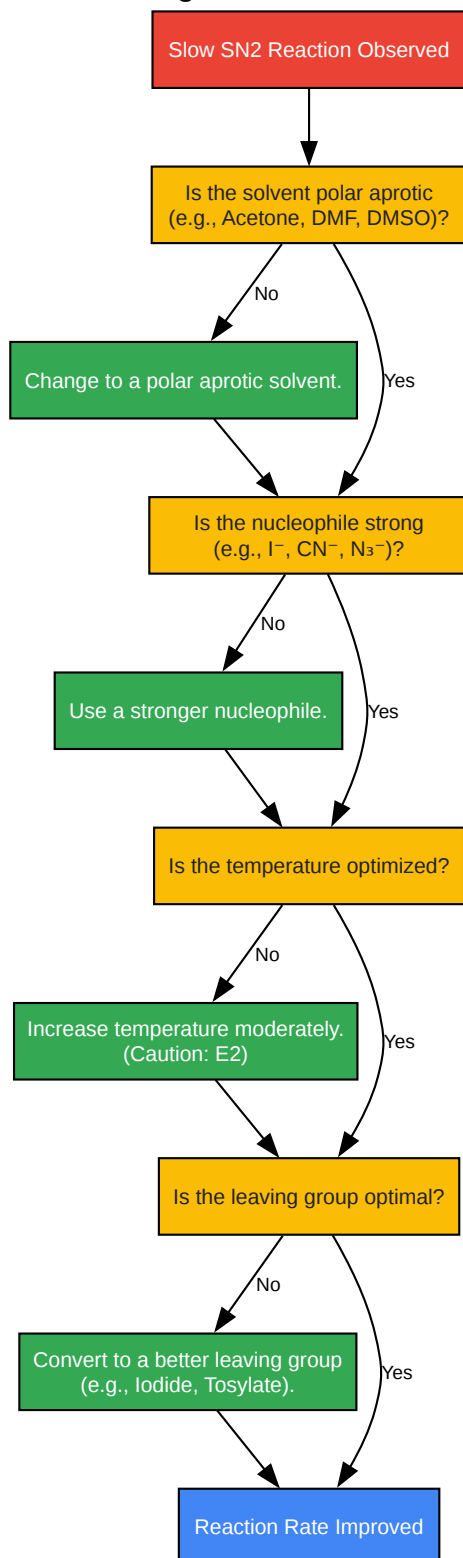 Slow SN2 Reaction Observed
Is the solvent polar aprotic
(e.g., Acetone, DMF, DMSO)?
No
Yes
Change to a polar aprotic solvent.
Is the nucleophile strong
(e.g., I⁻, CN⁻, N₃⁻)?
No
Yes
Use a stronger nucleophile.
Is the temperature optimized?
No
Yes
Increase temperature moderately.
(Caution: E2)
Is the leaving group optimal?
No
Yes
Convert to a better leaving group
(e.g., Iodide, Tosylate).
Reaction Rate Improved